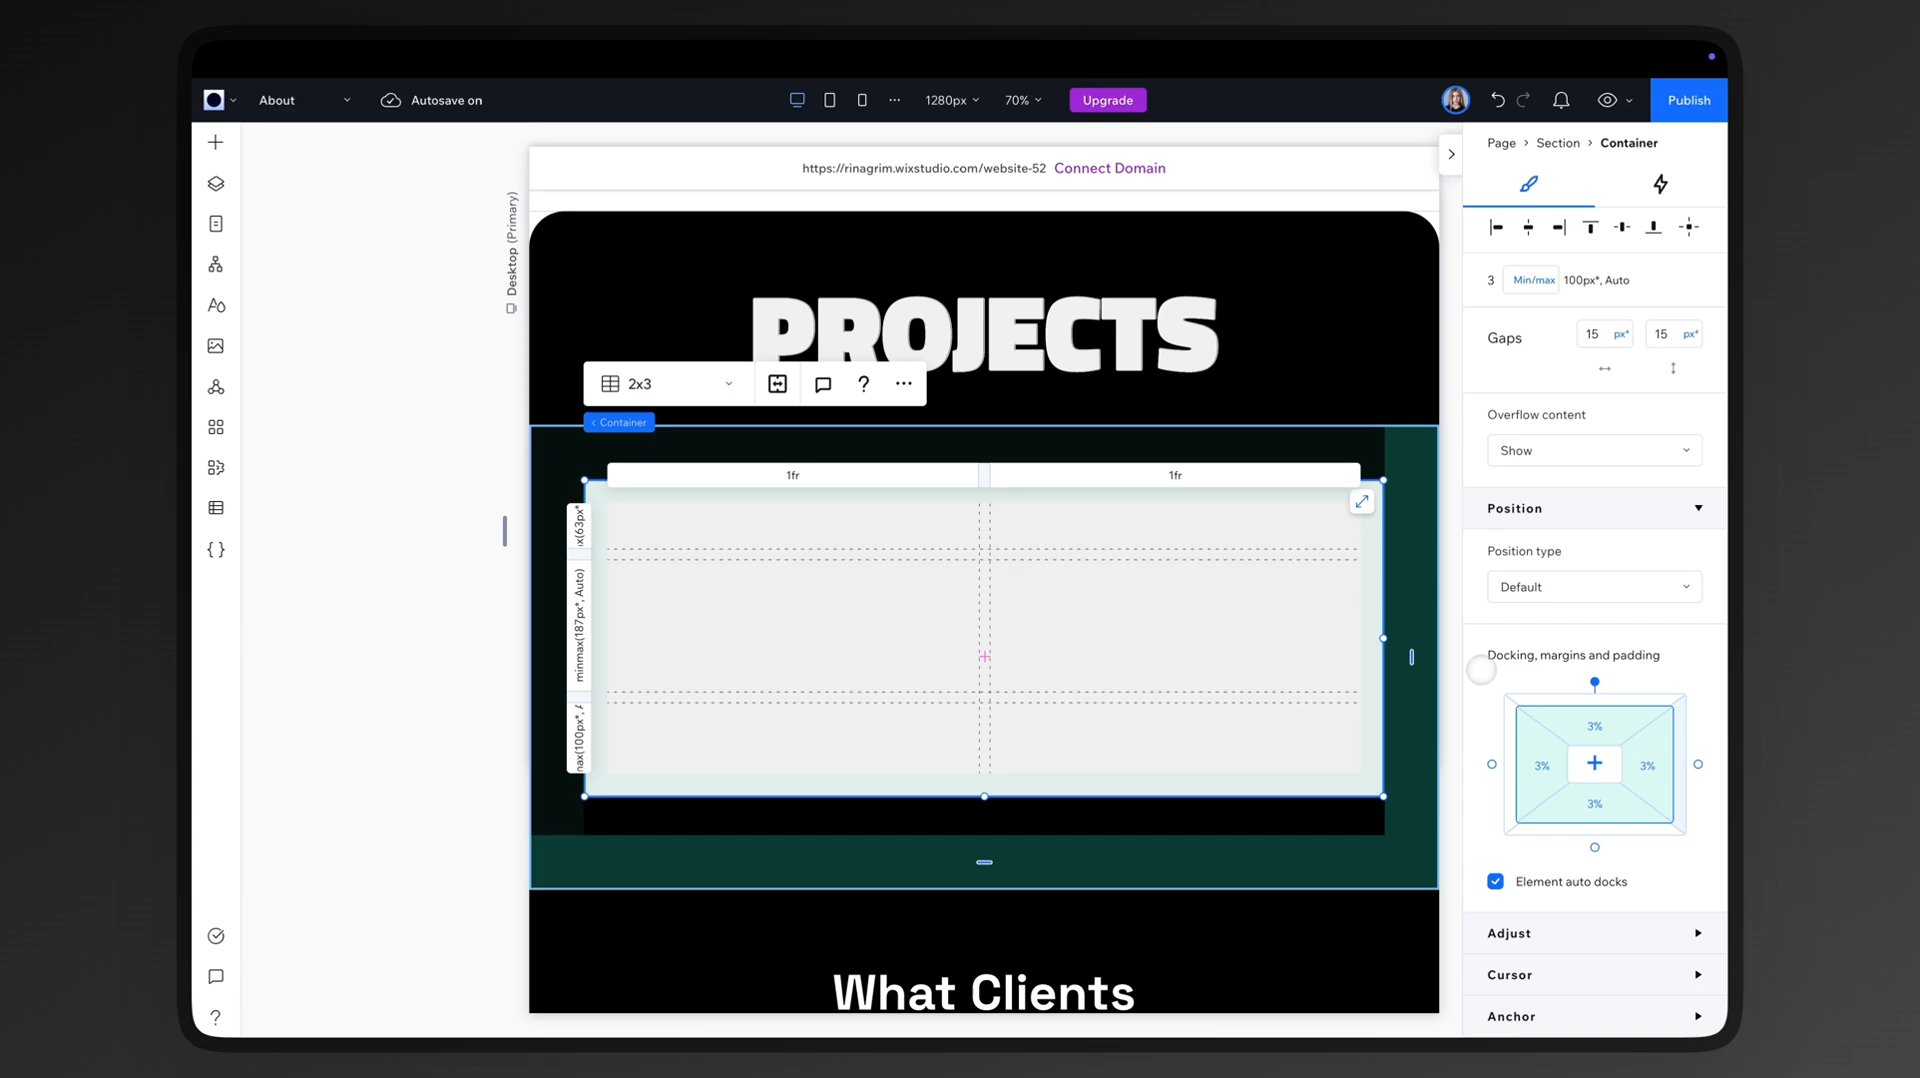 About
Autosave on
1280px
70%
Upgrade
Publish
https://rinagrim.wixstudio.com/website-52 Connect Domain
Desktop (Primary)
PROJECTS
2x3
Container
1fr
1fr
x(63px*
minmax(187px*, Auto)
max(100px*, A
What Clients
Page > Section > Container
3 Min/max 100px*, Auto
Gaps 15 px* 15 px*
Overflow content
Show
Position
Position type
Default
Docking, margins and padding
3%
3%
3%
3%
Element auto docks
Adjust
Cursor
Anchor